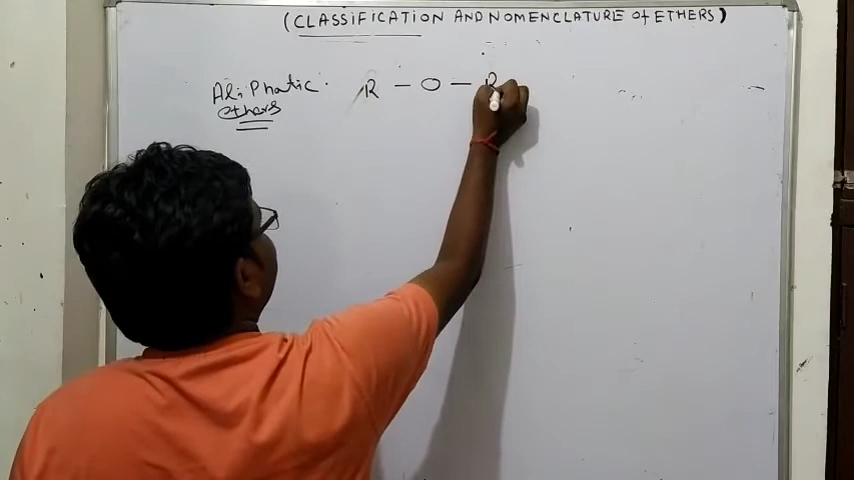 (CLASSIFICATION AND NOMENCLATURE of ETHERS)
Aliphatic R - O - R
ethers